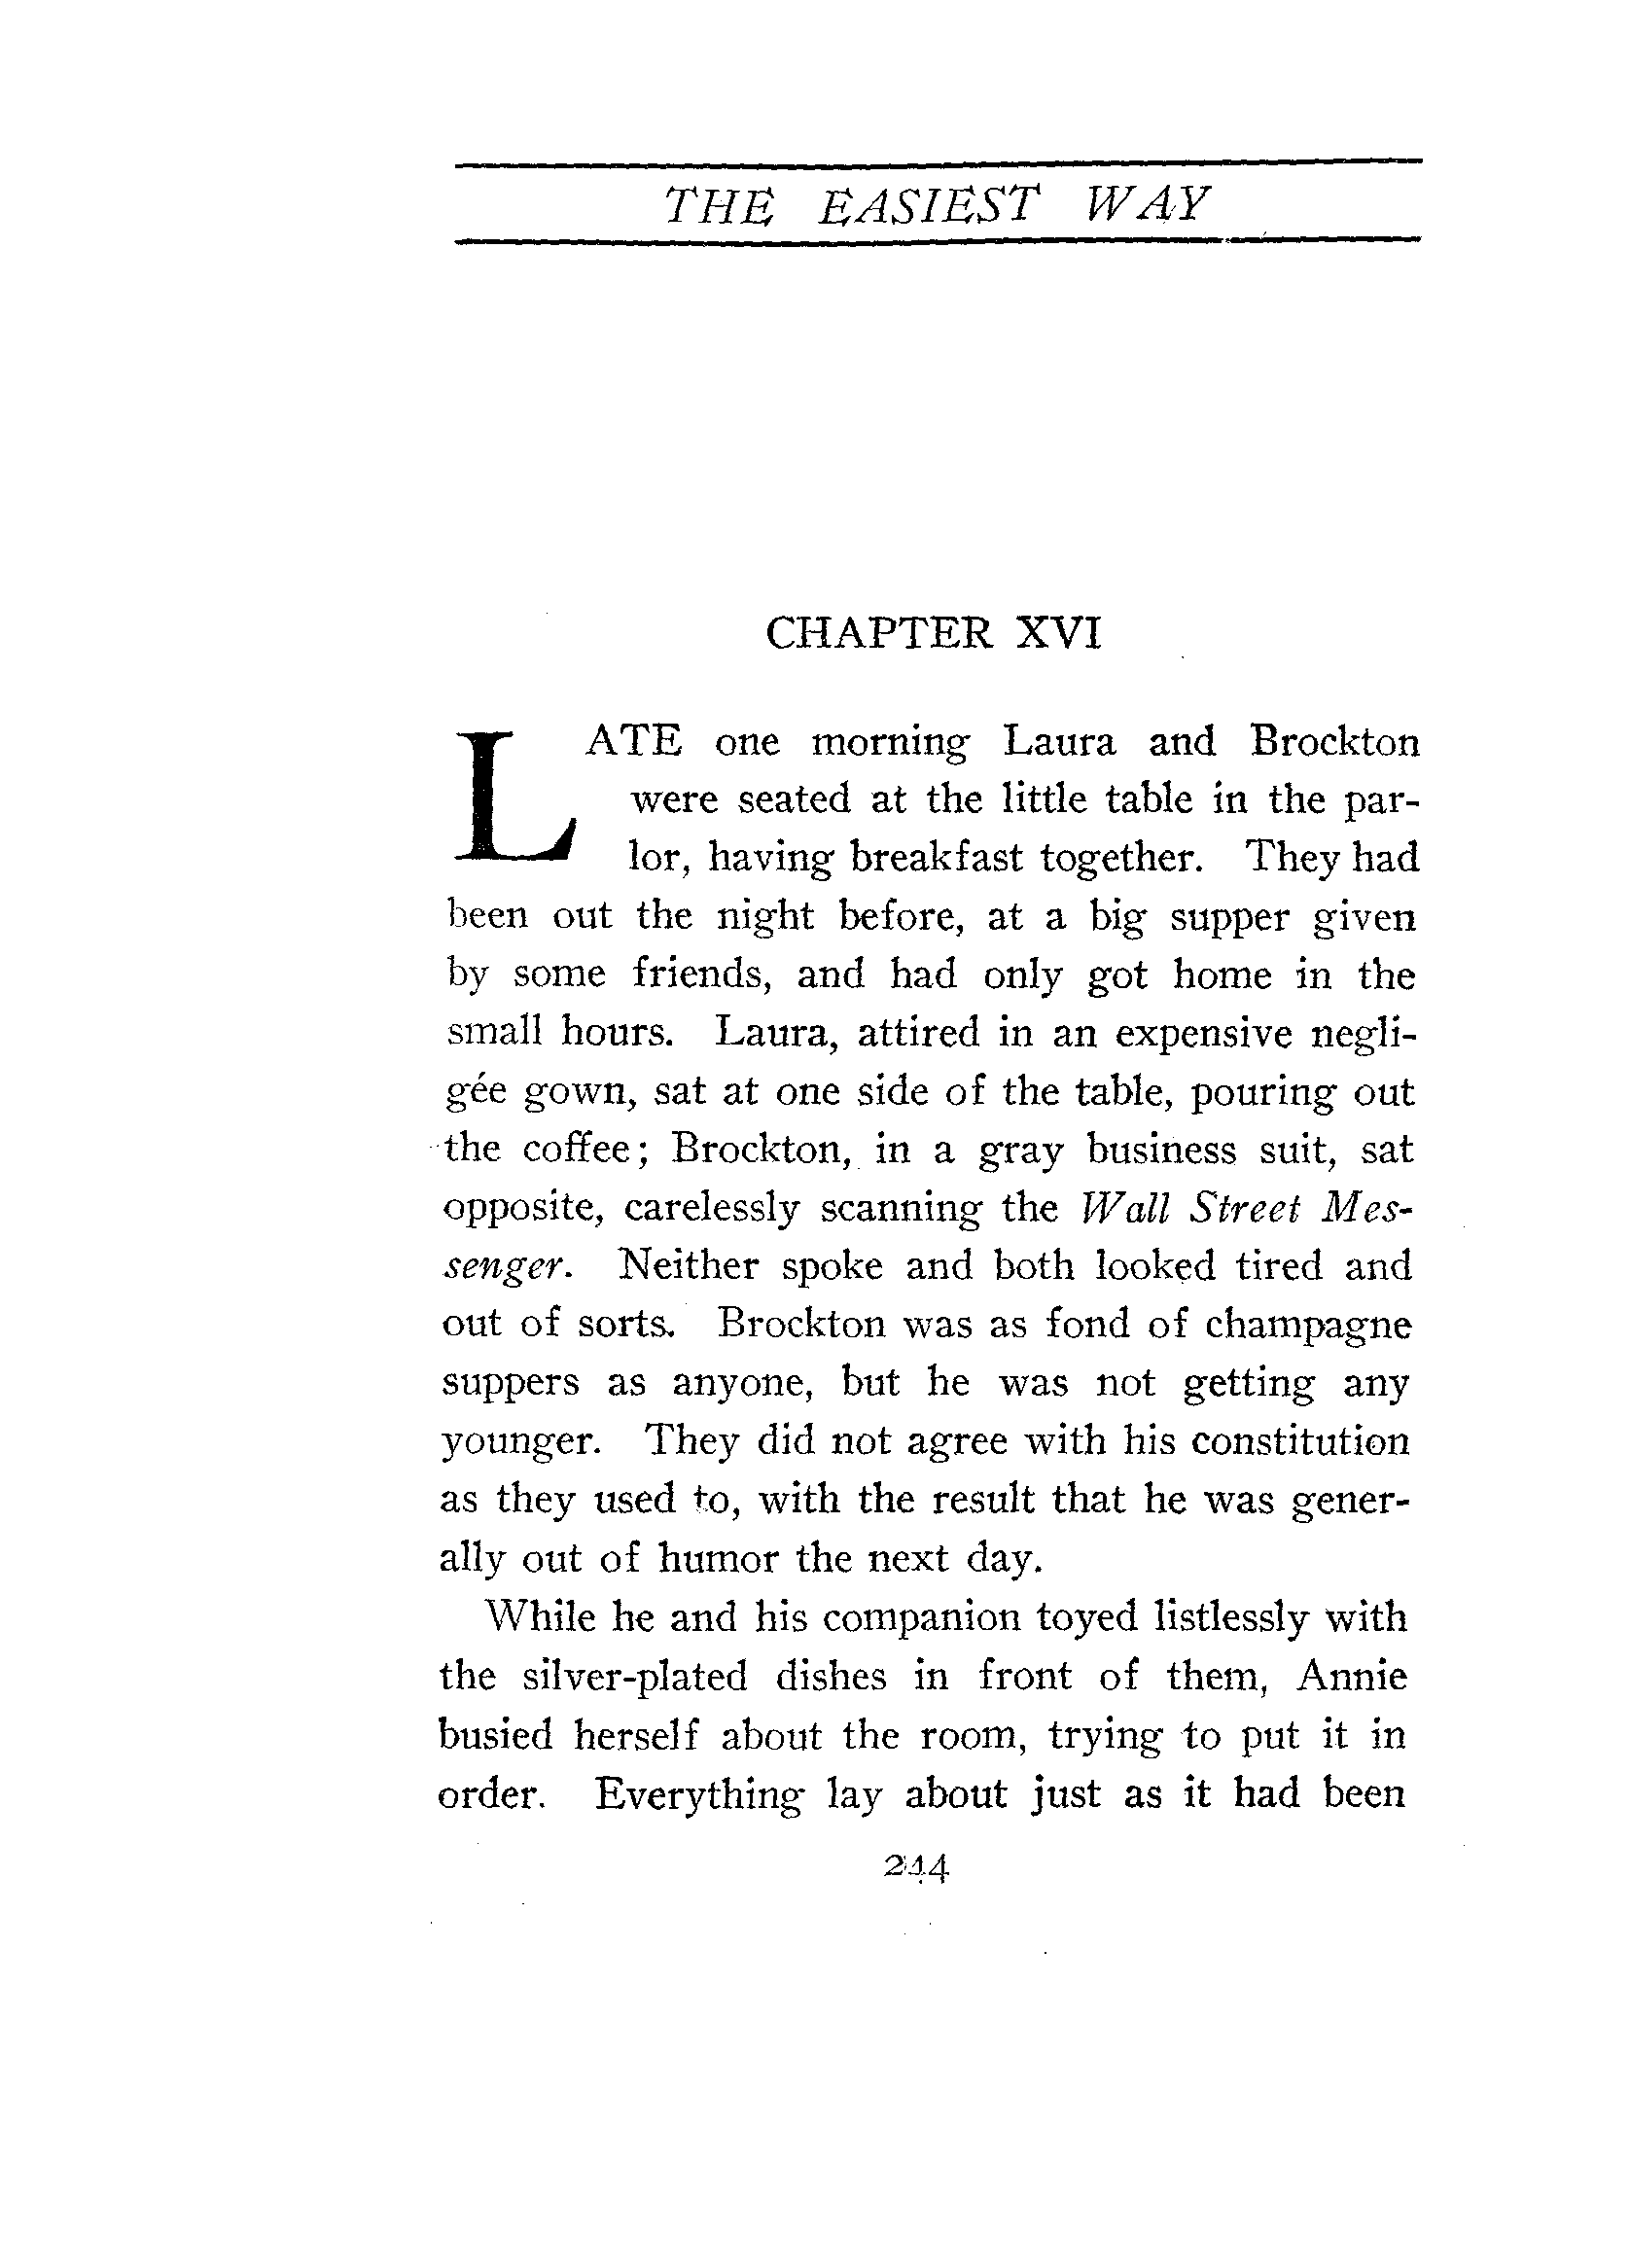 THE EASIEST WAY
CHAPTER XVI
LATE one morning Laura and Brockton
were seated at the little table in the par-
lor, having breakfast together. They had
been out the night before, at a big supper given
by some friends, and had only got home in the
small hours. Laura, attired in an expensive negli-
gée gown, sat at one side of the table, pouring out
the coffee; Brockton, in a gray business suit, sat
opposite, carelessly scanning the Wall Street Mes-
senger. Neither spoke and both looked tired and
out of sorts. Brockton was as fond of champagne
suppers as anyone, but he was not getting any
younger. They did not agree with his constitution
as they used to, with the result that he was gener-
ally out of humor the next day.
While he and his companion toyed listlessly with
the silver-plated dishes in front of them, Annie
busied herself about the room, trying to put it in
order. Everything lay about just as it had been
244